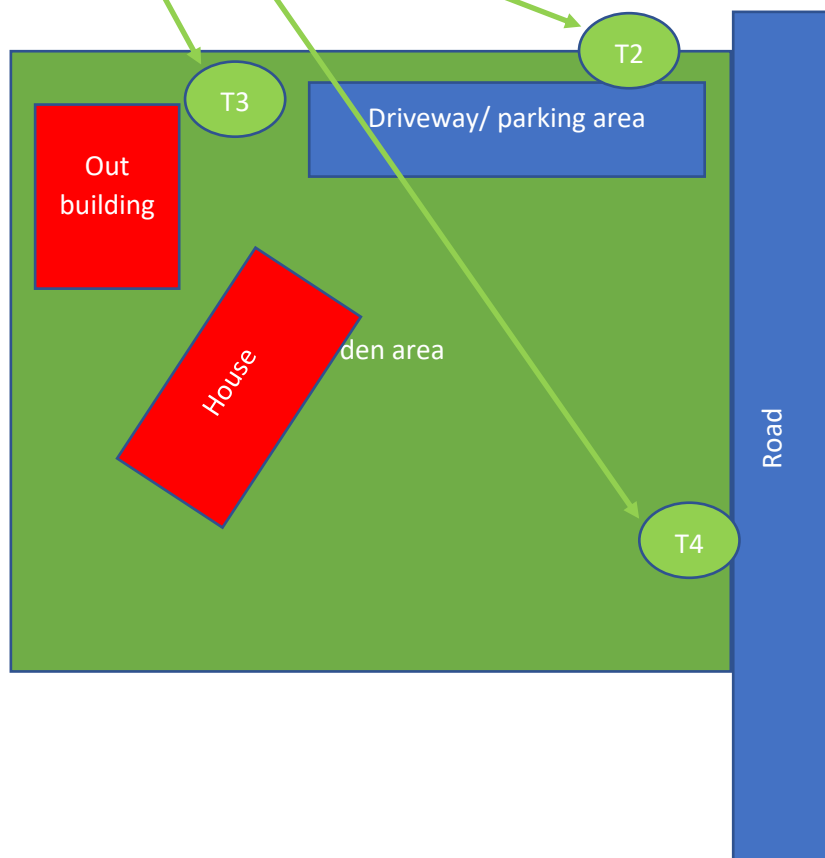 T2
T3
Driveway/ parking area
Out
building
House
den area
Road
T4